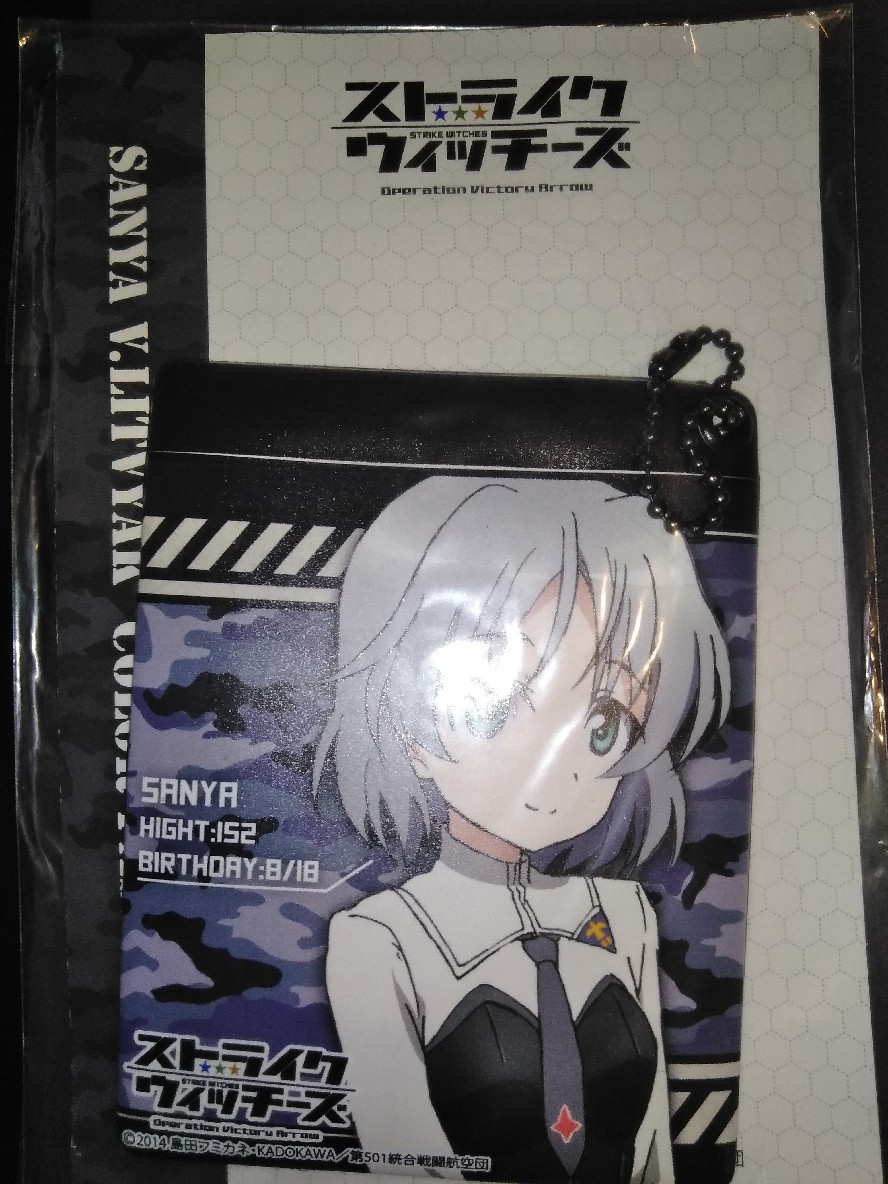 ストライク
STRIKE WITCHES
ウィッチーズ
Operation Victory Arrow
SANYA V.LITVYAK COLOR
SANYA
HIGHT:152
BIRTHDAY:8/18
ストライク
STRIKE WITCHES
ウィッチーズ
Operation Victory Arrow
©2014 島田フミカネ・KADOKAWA／第501統合戦闘航空団